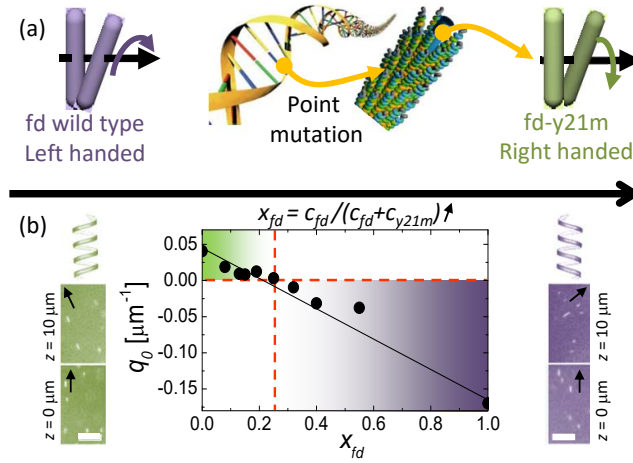 (a)
fd wild type
Left handed
Point
mutation
fd-y21m
Right handed
x_fd = c_fd/(c_fd+c_y21m)
(b)
z = 10 μm
z = 0 μm
q_0 [μm⁻¹]
0.05
0.00
-0.05
-0.10
-0.15
0.0 0.2 0.4 0.6 0.8 1.0
x_fd
z = 10 μm
z = 0 μm